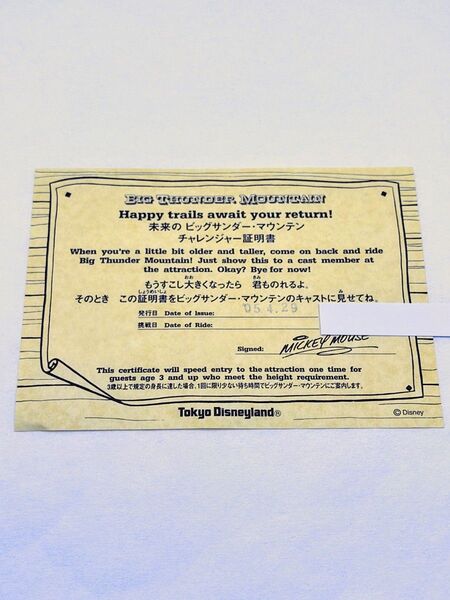 BIG THUNDER MOUNTAIN
Happy trails await your return!
未来の ビッグサンダー・マウンテン
チャレンジャー証明書
When you're a little bit older and taller, come on back and ride
Big Thunder Mountain! Just show this to a cast member at
the attraction. Okay? Bye for now!
もうすこし大きくなったら 君ものれるよ。
そのとき この証明書をビッグサンダー・マウンテンのキャストに見せてね。
発行日 Date of Issue: 05.4.29
挑戦日 Date of Ride:
Signed: MICKEY MOUSE
This certificate will speed entry to the attraction one time for
guests age 3 and up who meet the height requirement.
3歳以上で規定の身長に達した場合、1回に限り少ない待ち時間でビッグサンダー・マウンテンにご案内します。
Tokyo Disneyland®
© Disney